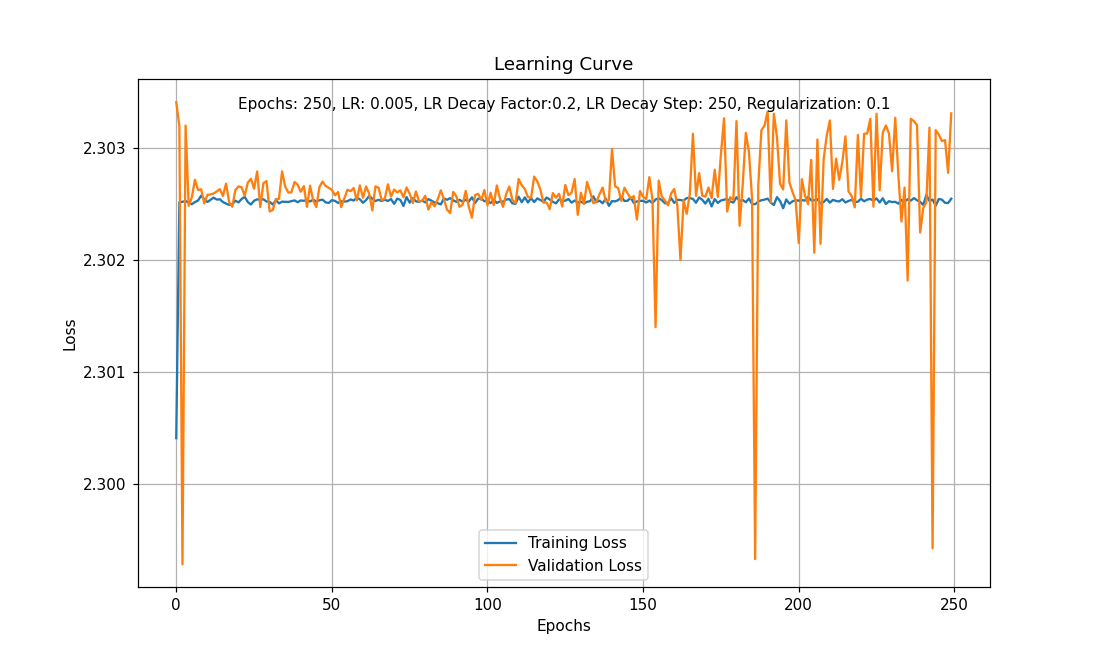 Learning Curve
Epochs: 250, LR: 0.005, LR Decay Factor:0.2, LR Decay Step: 250, Regularization: 0.1
2.303
2.302
2.301
2.300
Loss
Training Loss
Validation Loss
0 50 100 150 200 250
Epochs